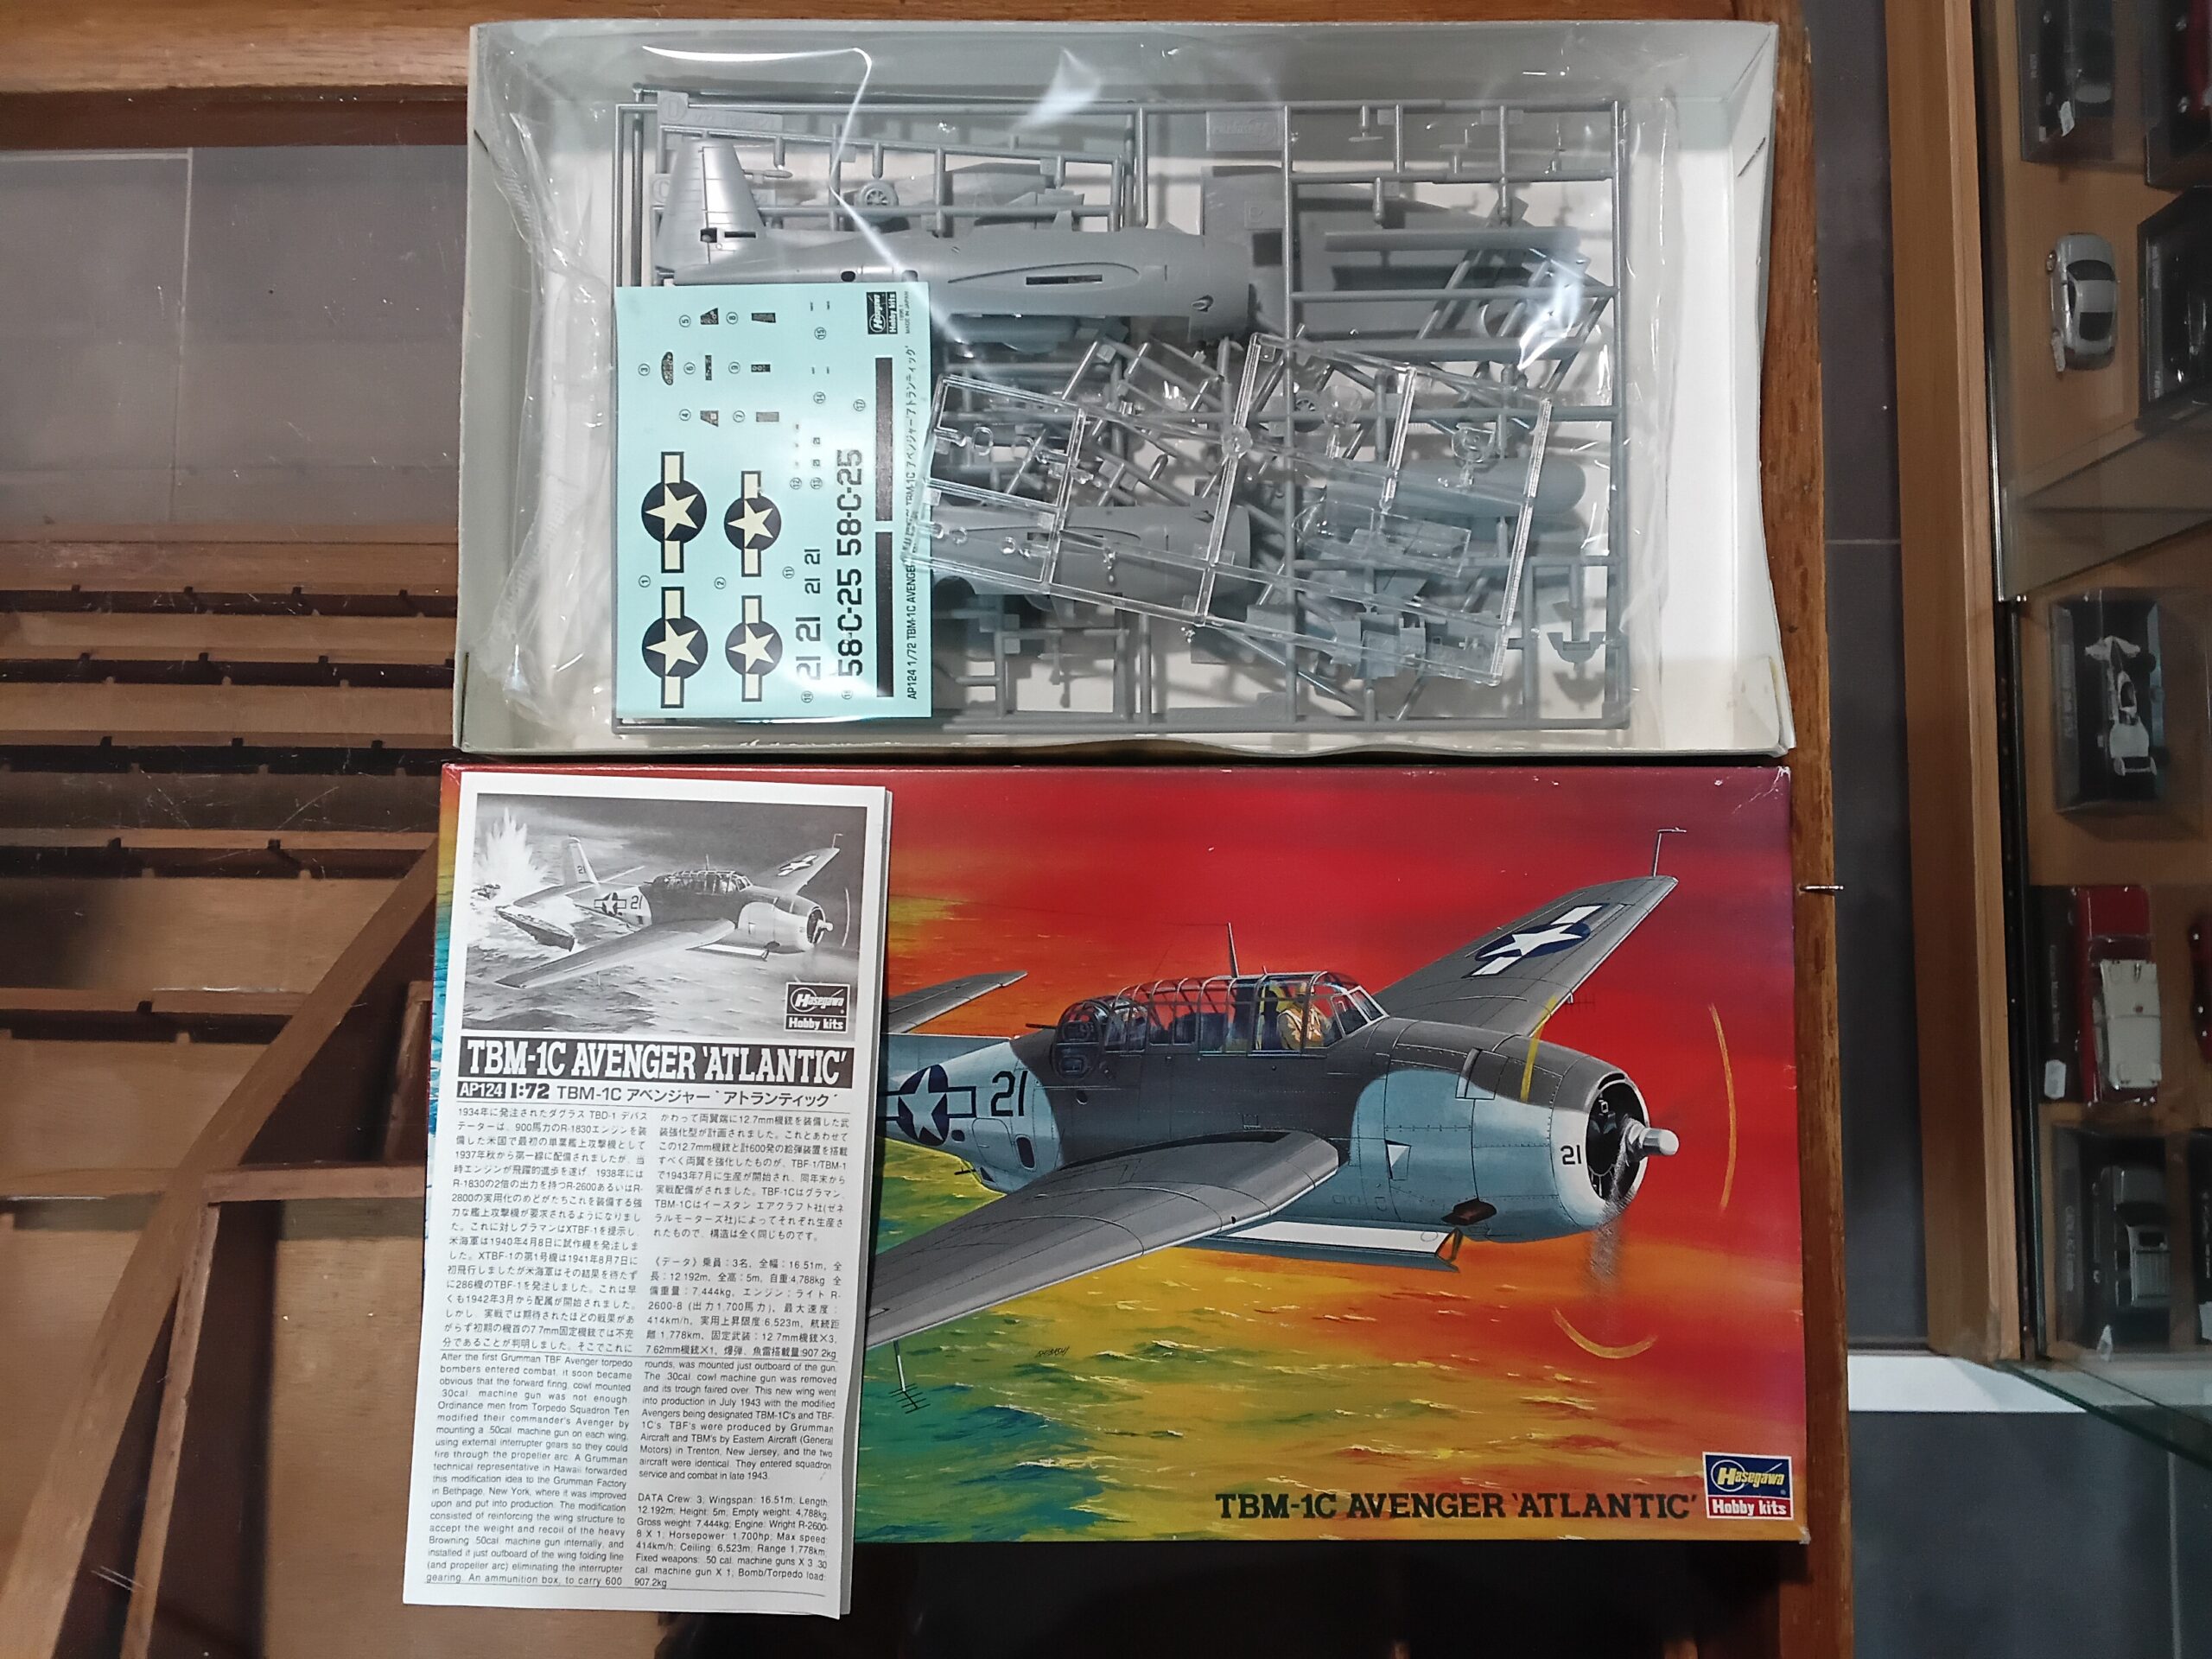 Hasegawa
Hobby kits
MADE IN JAPAN
58-C-25 58-C-25
21 21 21 21
AP124 1/72 TBM-1C AVENGER
TBM-1C アベンジャー"アトランティック"
21
21
Hasegawa
Hobby kits
TBM-1C AVENGER 'ATLANTIC'
AP124 1:72 TBM-1C アベンジャー 'アトランティック'
1934年に発注されたダグラス TBD-1 デバス
テーターは、900馬力のR-1830エンジンを装
備した米国で最初の単葉艦上攻撃機として
1937年秋から第一線に配備されましたが、当
時エンジンが飛躍的進歩を遂げ、1938年には
R-1830の2倍の出力を持つR-2600あるいはR-
2800の実用化のめどがたちこれを装備する強
力な艦上攻撃機が要求されるようになりまし
た。これに対しグラマンはXTBF-1を提示し、
米海軍は1940年4月8日に試作機を発注しま
した。XTBF-1の第1号機は1941年8月7日に
初飛行しましたが米海軍はその結果を待たず
に286機のTBF-1を発注しました。これは早
くも1942年3月から配属が開始されました。
しかし、実戦では期待されたほどの戦果があ
がらず初期の機首の7.7mm固定機銃では不充
分であることが判明しました。そこでこれに
かわって両翼端に12.7mm機銃を装備した武
装強化型が計画されました。これとあわせて
この12.7mm機銃と計600発の給弾装置を搭載
すべく両翼を強化したものが、TBF-1/TBM-1
で1943年7月に生産が開始され、同年末から
実戦配備がされました。TBF-1Cはグラマン、
TBM-1Cはイースタン エアクラフト社(ゼネ
ラルモーターズ社)によってそれぞれ生産さ
れたもので、構造は全く同じものです。
《データ》乗員:3名、全幅:16.51m、全
長:12.192m、全高:5m、自重:4.788kg 全
備重量:7.444kg、エンジン:ライト R-
2600-8 (出力1,700馬力)、最大速度:
414km/h、実用上昇限度:6.523m、航続距
離 1.778km、固定武装:12.7mm機銃×3、
7.62mm機銃×1、爆弾、魚雷搭載量:907.2kg
After the first Grumman TBF Avenger torpedo
bombers entered combat, it soon became
obvious that the forward firing, cowl mounted
.30cal. machine gun was not enough.
Ordinance men from Torpedo Squadron Ten
modified their commander's Avenger by
mounting a .50cal. machine gun on each wing,
using external interrupter gears so they could
fire through the propeller arc. A Grumman
technical representative in Hawaii forwarded
this modification idea to the Grumman Factory
in Bethpage, New York, where it was improved
upon and put into production. The modification
consisted of reinforcing the wing structure to
accept the weight and recoil of the heavy
Browning .50cal. machine gun internally, and
installed it just outboard of the wing folding line
(and propeller arc) eliminating the interrupter
gearing. An ammunition box, to carry 600
rounds, was mounted just outboard of the gun.
The .30cal. cowl machine gun was removed
and its trough faired over. This new wing went
into production in July 1943 with the modified
Avengers being designated TBM-1C's and TBF-
1C's. TBF's were produced by Grumman
Aircraft and TBM's by Eastern Aircraft (General
Motors) in Trenton, New Jersey, and the two
aircraft were identical. They entered squadron
service and combat in late 1943.
DATA Crew: 3; Wingspan: 16.51m; Length:
12.192m; Height: 5m; Empty weight: 4.788kg;
Gross weight: 7.444kg; Engine: Wright R-2600-
8 X 1; Horsepower: 1,700hp; Max speed:
414km/h; Ceiling: 6,523m; Range 1,778km;
Fixed weapons: .50 cal. machine guns X 3 .30
cal. machine gun X 1; Bomb/Torpedo load:
907.2kg
21
21
TBM-1C AVENGER 'ATLANTIC'
Hasegawa
Hobby kits